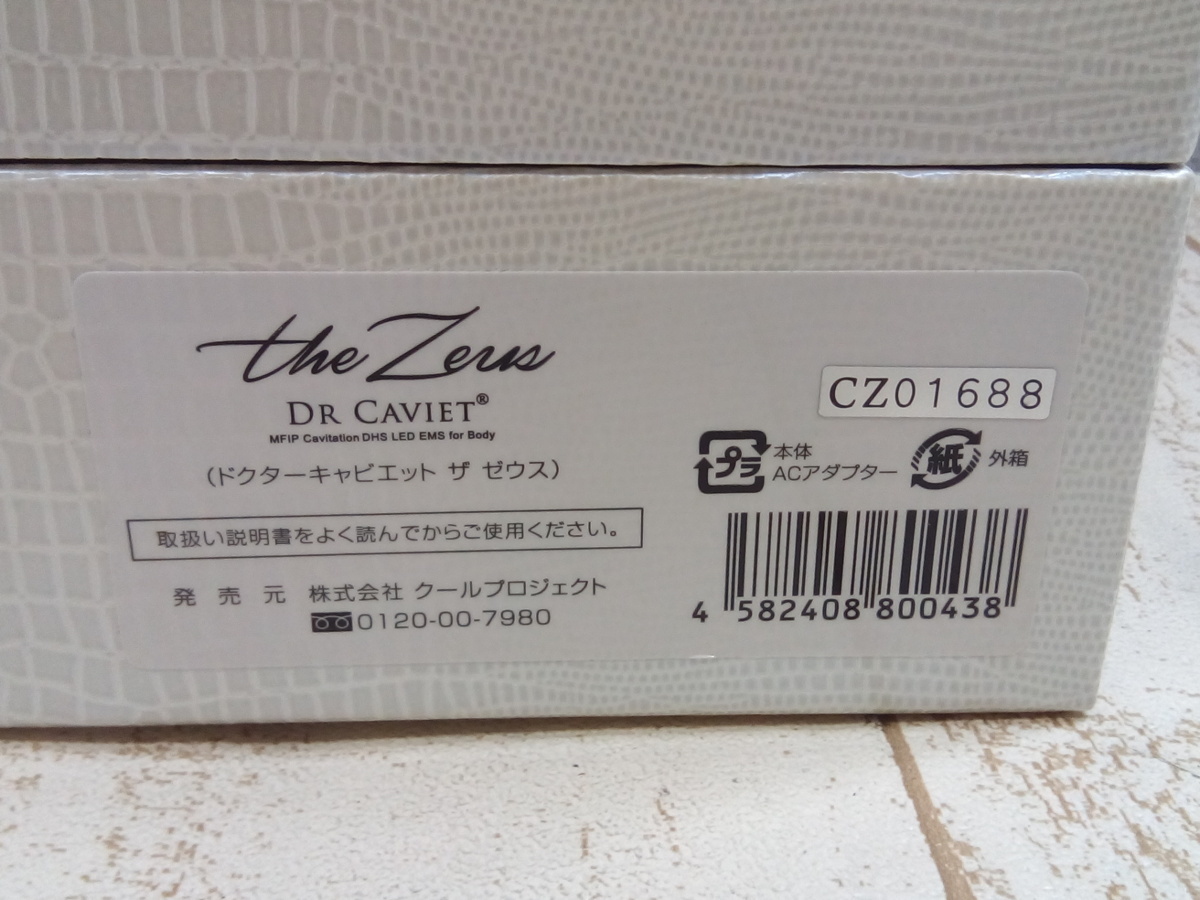 the Zeus
DR CAVIET®
MFIP Cavitation DHS LED EMS for Body
(ドクターキャビエット ザ ゼウス)
取扱い説明書をよく読んでからご使用ください。
発 売 元 株式会社 クールプロジェクト
0120-00-7980
CZ01688
プラ 本体
ACアダプター
紙 外箱
4 582408 800438